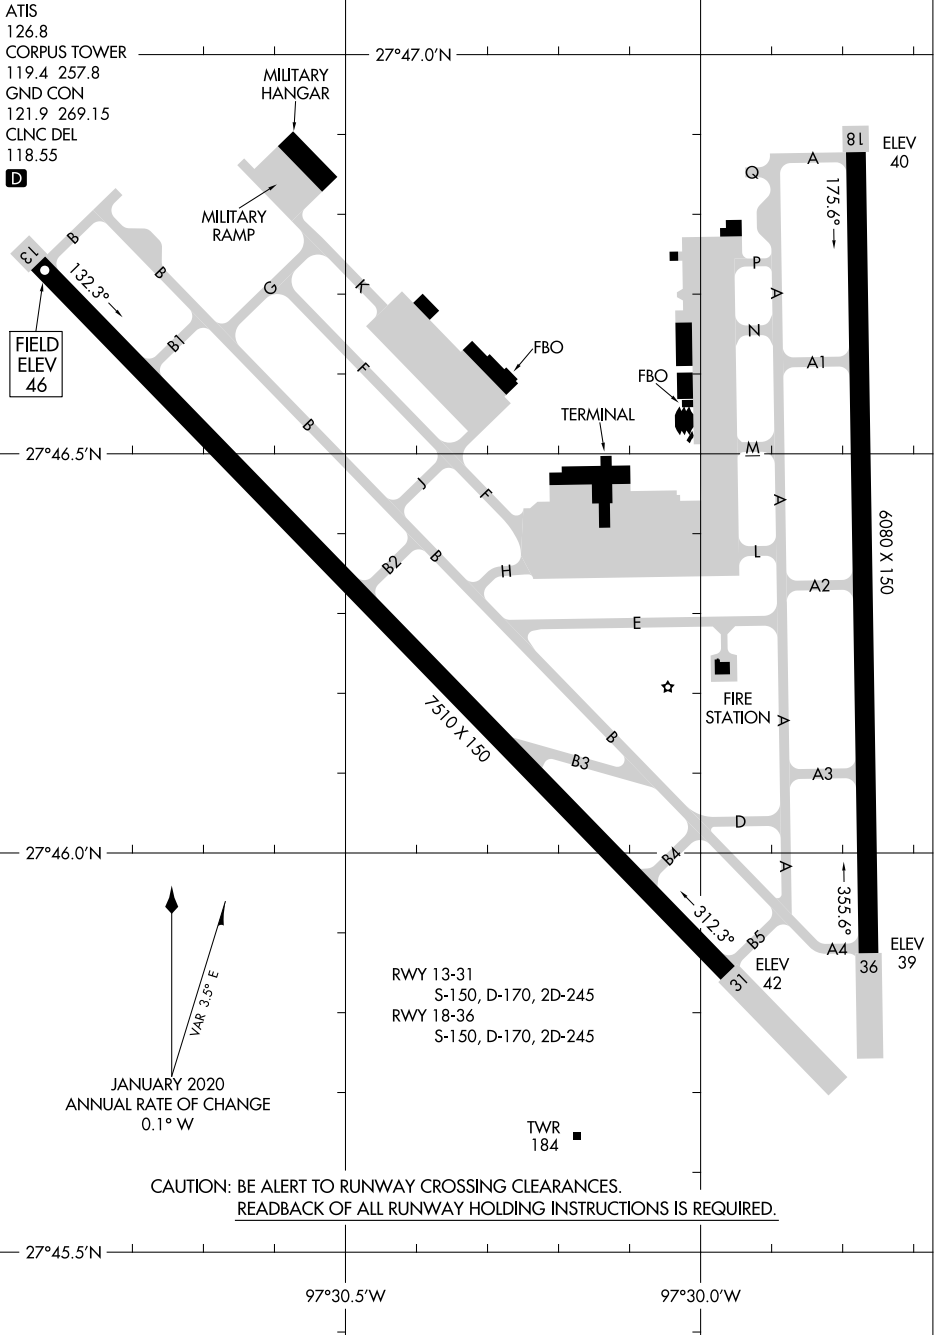 ATIS
126.8
CORPUS TOWER
119.4 257.8
GND CON
121.9 269.15
CLNC DEL
118.55
D
27°47.0'N
MILITARY
HANGAR
MILITARY
RAMP
18
ELEV
40
A
Q
175.6°
13
B
132.3°
B
G
K
P
A
FIELD
ELEV
46
B1
F
FBO
N
A1
FBO
TERMINAL
B
27°46.5'N
M
J
F
A
6080 X 150
B2
B
H
L
A2
E
FIRE
STATION
A
7510 X 150
B
B3
A3
D
27°46.0'N
B4
A
312.3°
355.6°
B5
A4
31
ELEV
42
36
ELEV
39
VAR 3.5° E
RWY 13-31
S-150, D-170, 2D-245
RWY 18-36
S-150, D-170, 2D-245
JANUARY 2020
ANNUAL RATE OF CHANGE
0.1° W
TWR
184
CAUTION: BE ALERT TO RUNWAY CROSSING CLEARANCES.
READBACK OF ALL RUNWAY HOLDING INSTRUCTIONS IS REQUIRED.
27°45.5'N
97°30.5'W
97°30.0'W